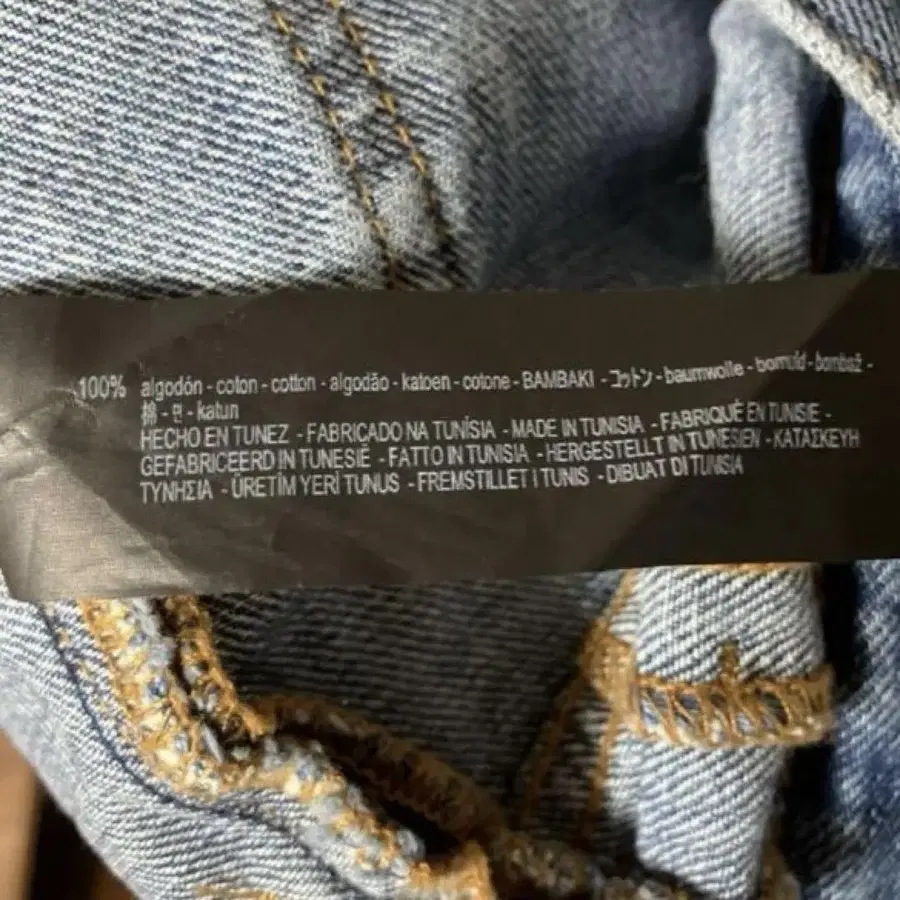 100% algodón - coton - cotton - algodão - katoen - cotone - BAMBAKI - コットン - baumwolle - bomuld - bomba2 -
棉 - 면 - katun
HECHO EN TUNEZ - FABRICADO NA TUNÍSIA - MADE IN TUNISIA - FABRIQUÉ EN TUNISIE -
GEFABRICEERD IN TUNESIË - FATTO IN TUNISIA - HERGESTELLT IN TUNESIEN - ΚΑΤΑΣΚΕΥΗ
ΤΥΝΗΣΙΑ - ÜRETİM YERİ TUNUS - FREMSTILLET I TUNIS - DIBUAT DI TUNISIA